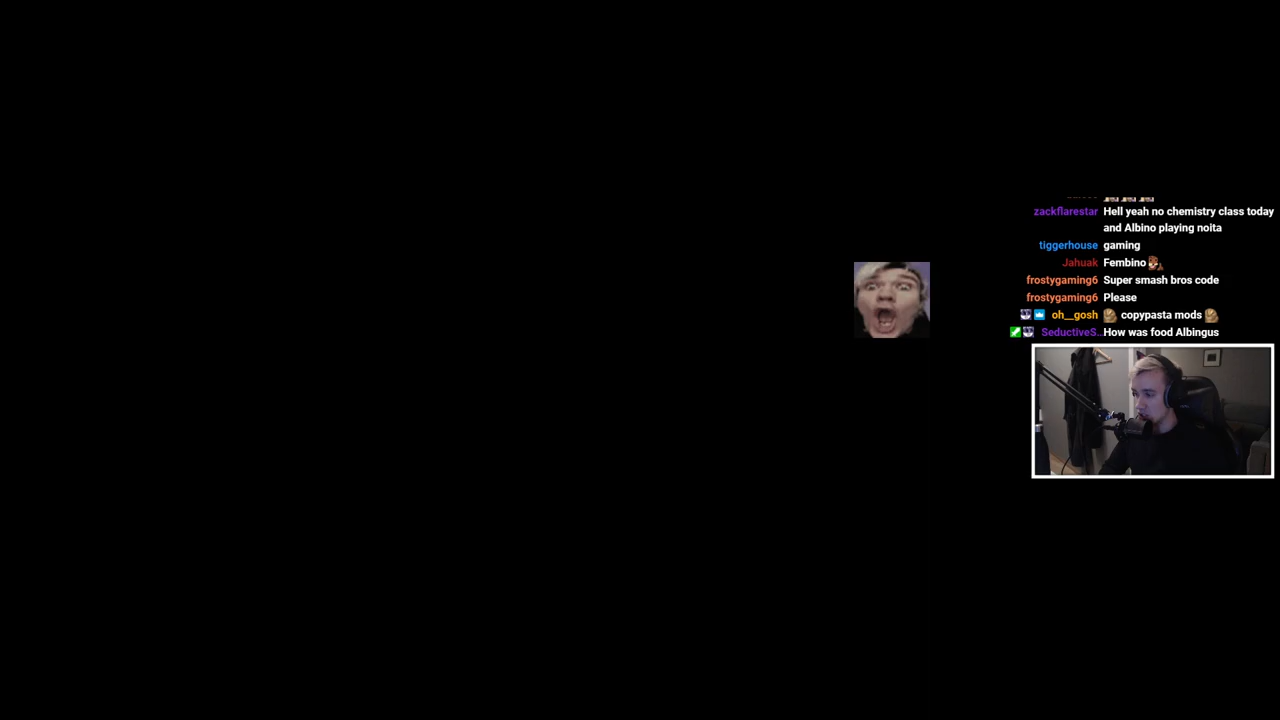 zackflarestar Hell yeah no chemistry class today
and Albino playing noita
tiggerhouse gaming
Jahuak Fembino
frostygaming6 Super smash bros code
frostygaming6 Please
oh__gosh copypasta mods
SeductiveS.. How was food Albingus